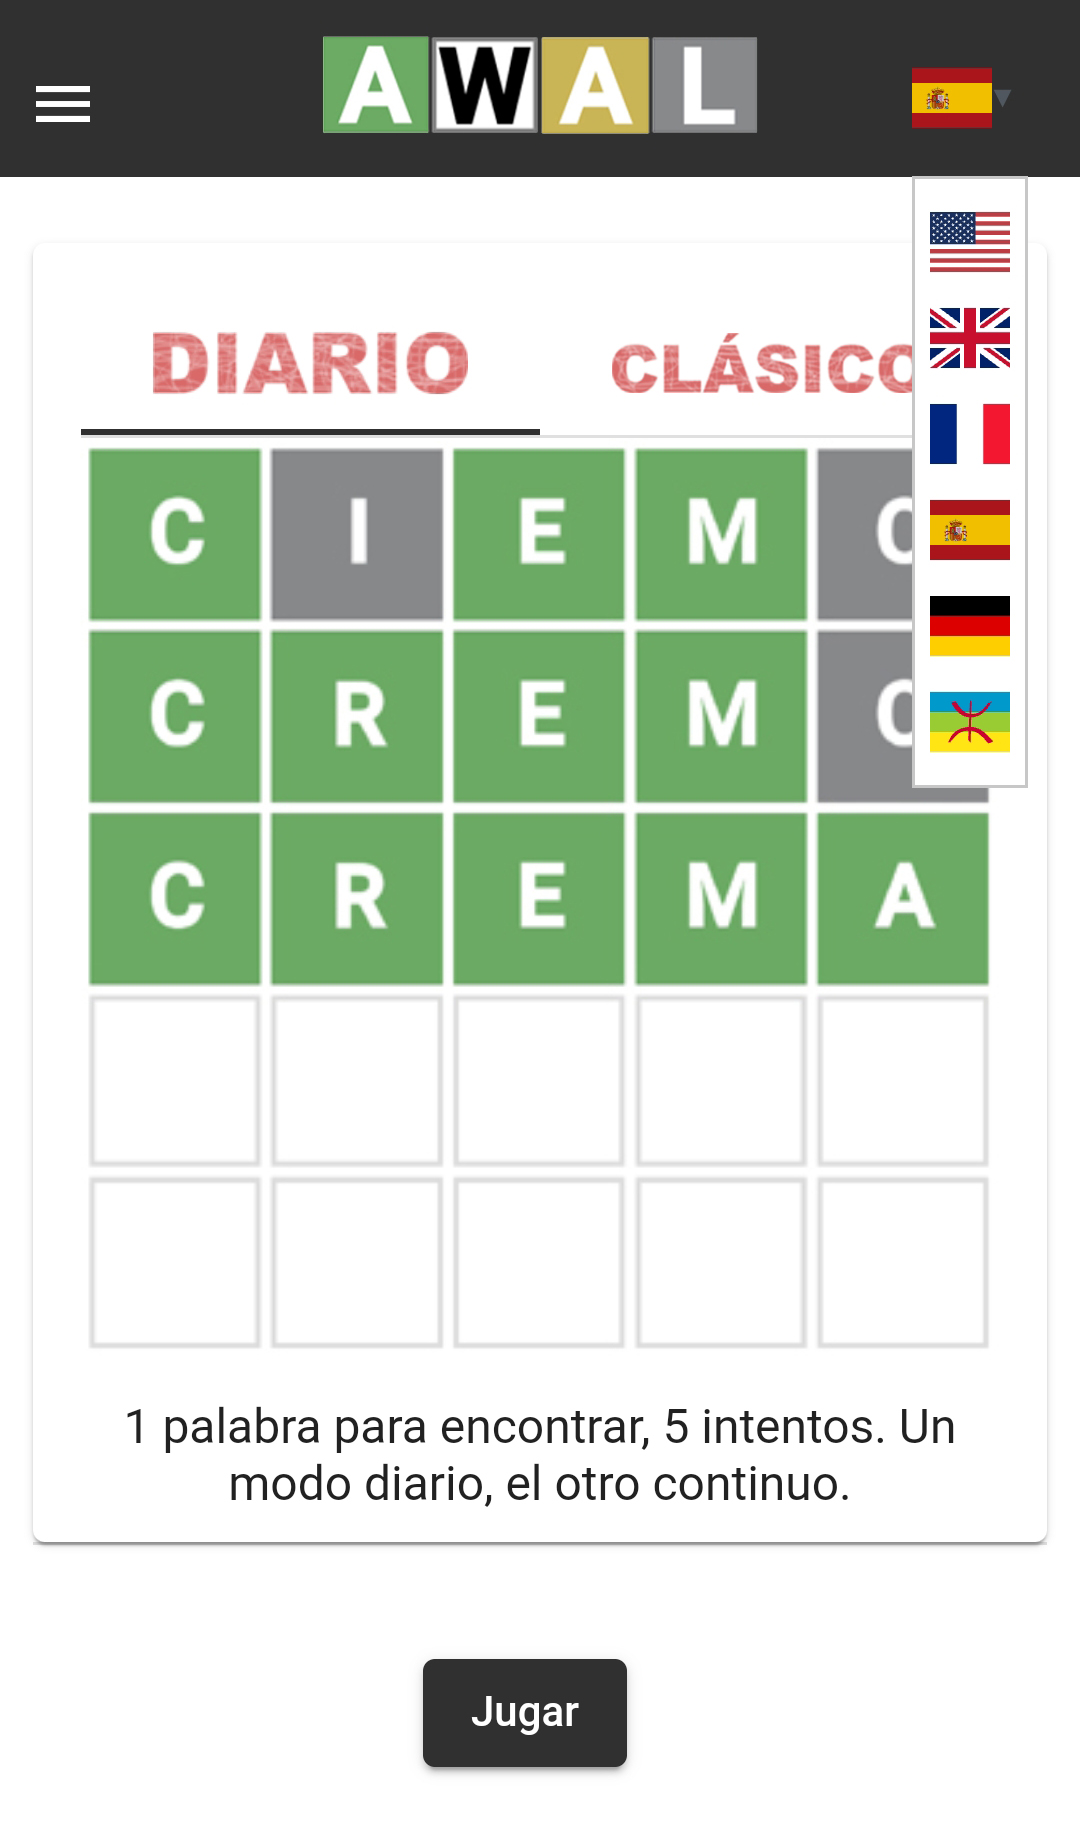 AWAL
DIARIO CLÁSICO
C I E M
C R E M
C R E M A
1 palabra para encontrar, 5 intentos. Un
modo diario, el otro continuo.
Jugar